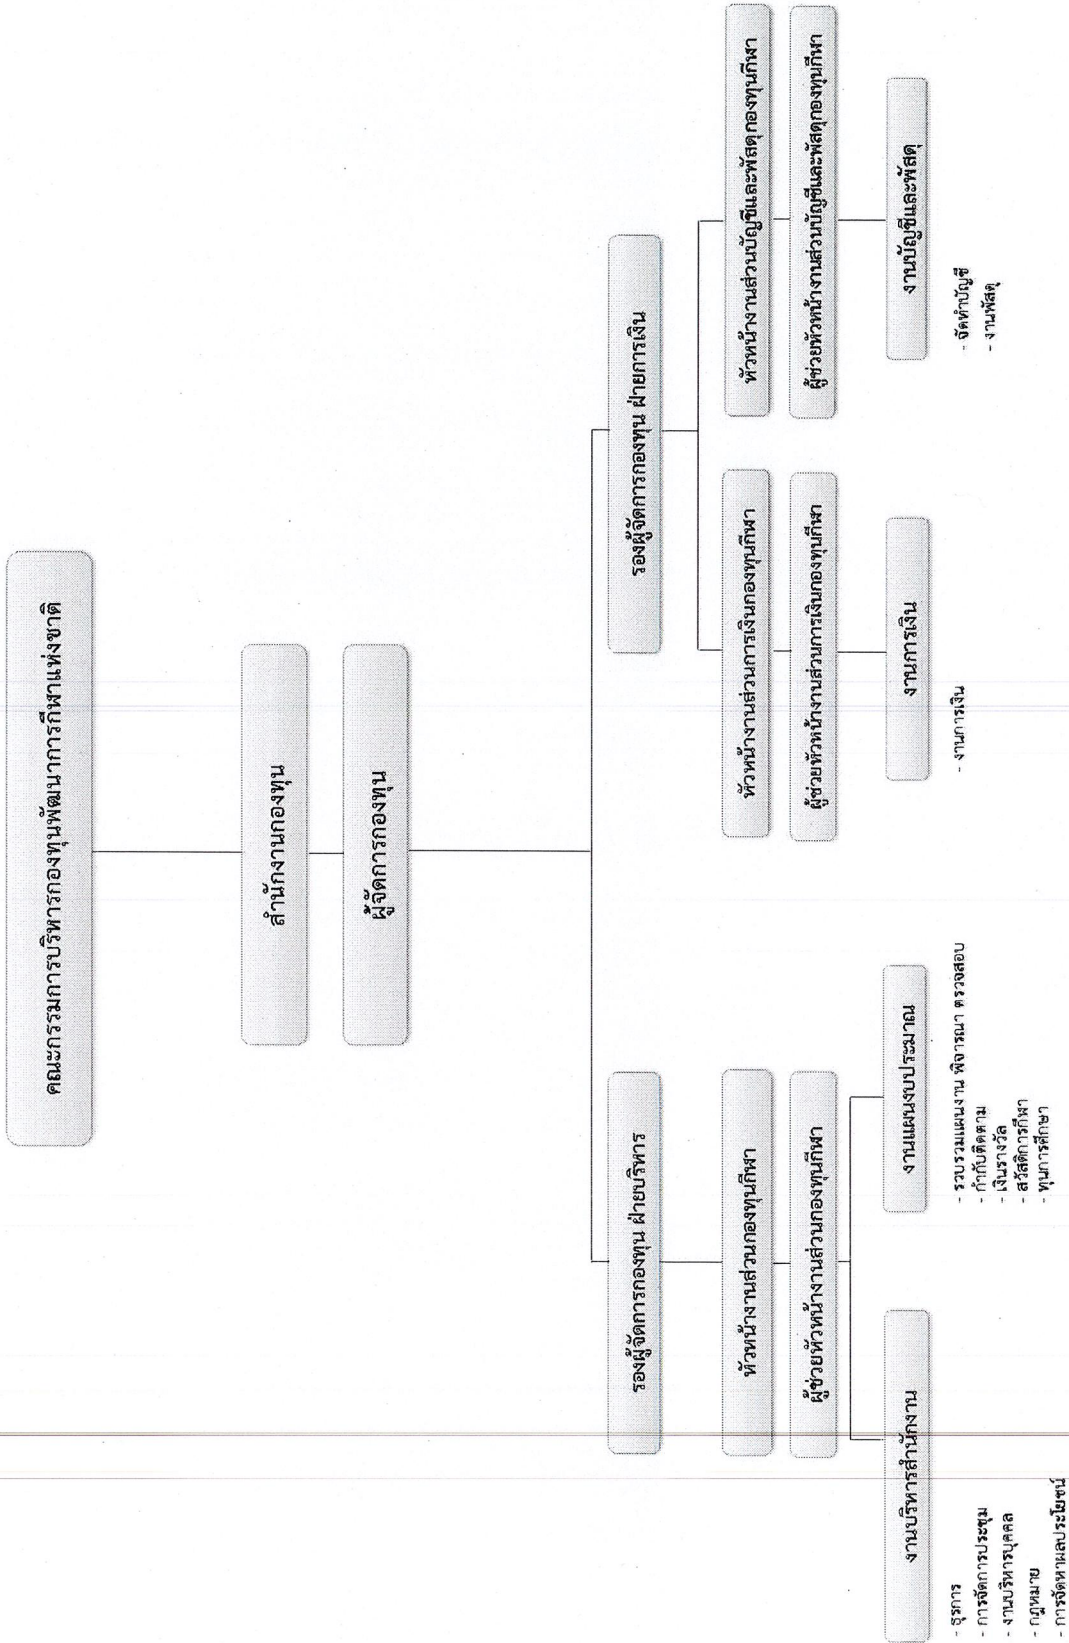 คณะกรรมการบริหารกองทุนพัฒนาการกีฬาแห่งชาติ
สำนักงานกองทุน
ผู้จัดการกองทุน
รองผู้จัดการกองทุน ฝ่ายบริหาร
รองผู้จัดการกองทุน ฝ่ายการเงิน
หัวหน้างานส่วนกองทุนกีฬา
หัวหน้างานส่วนการเงินกองทุนกีฬา
หัวหน้างานส่วนบัญชีและพัสดุกองทุนกีฬา
ผู้ช่วยหัวหน้างานส่วนกองทุนกีฬา
ผู้ช่วยหัวหน้างานส่วนการเงินกองทุนกีฬา
ผู้ช่วยหัวหน้างานส่วนบัญชีและพัสดุกองทุนกีฬา
งานบริหารสำนักงาน
งานแผนงบประมาณ
งานการเงิน
งานบัญชีและพัสดุ
- ธุรการ
- การจัดการประชุม
- งานบริหารบุคคล
- กฎหมาย
- การจัดหาผลประโยชน์
- รวบรวมแผนงาน พิจารณา ตรวจสอบ
- กำกับติดตาม
- เงินรางวัล
- สวัสดิการกีฬา
- ทุนการศึกษา
- งานการเงิน
- จัดทำบัญชี
- งานพัสดุ